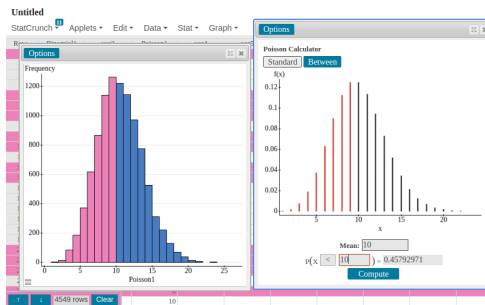 Untitled
StatCrunch 11 Applets Edit Data Stat Graph
Options
Frequency
1200
1000
800
600
400
200
0
0 5 10 15 20 25
Poisson1
↑ ↓ 4549 rows Clear
10
Options
Poisson Calculator
Standard Between
f(x)
0.12
0.1
0.08
0.06
0.04
0.02
0
5 10 15 20
x
Mean: 10
P(X < 10 ) = 0.45792971
Compute